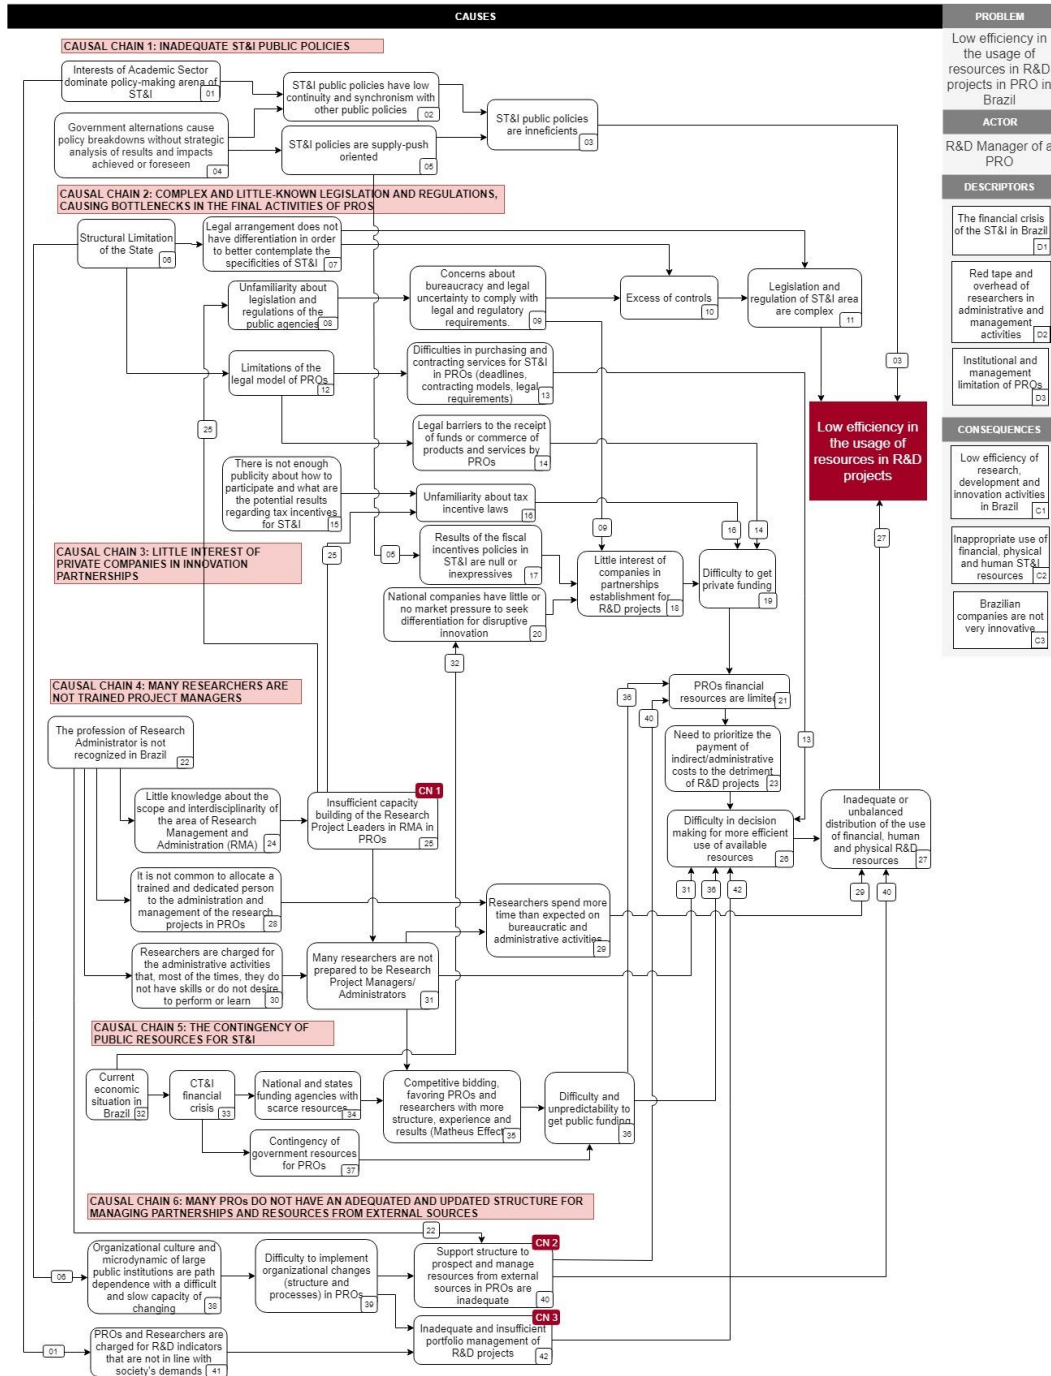 CAUSES
PROBLEM
Low efficiency in
the usage of
resources in R&D
projects in PRO in
Brazil
ACTOR
R&D Manager of a
PRO
DESCRIPTORS
The financial crisis
of the ST&I in Brazil
D1
Red tape and
overhead of
researchers in
administrative and
management
activities
D2
Institutional and
management
limitation of PROs
D3
CONSEQUENCES
Low efficiency of
research,
development and
innovation activities
in Brazil
C1
Inappropriate use of
financial, physical
and human ST&I
resources
C2
Brazilian
companies are not
very innovative
C3
CAUSAL CHAIN 1: INADEQUATE ST&I PUBLIC POLICIES
Interests of Academic Sector
dominate policy-making arena of
ST&I
01
ST&I public policies have low
continuity and synchronism with
other public policies
02
ST&I public policies
are inneficients
03
Government alternations cause
policy breakdowns without strategic
analysis of results and impacts
achieved or foreseen
04
ST&I policies are supply-push
oriented
05
CAUSAL CHAIN 2: COMPLEX AND LITTLE-KNOWN LEGISLATION AND REGULATIONS,
CAUSING BOTTLENECKS IN THE FINAL ACTIVITIES OF PROS
Structural Limitation
of the State
06
Legal arrangement does not
have differentiation in order
to better contemplate the
specificities of ST&I
07
Unfamiliarity about
legislation and
regulations of the
public agencies
08
Concerns about
bureaucracy and legal
uncertainty to comply with
legal and regulatory
requirements.
09
Excess of controls
10
Legislation and
regulation of ST&I area
are complex
11
03
Limitations of the
legal model of PROs
12
Difficulties in purchasing and
contracting services for ST&I
in PROs (deadlines,
contracting models, legal
requirements)
13
Low efficiency in
the usage of
resources in R&D
projects
25
Legal barriers to the receipt
of funds or commerce of
products and services by
PROs
14
There is not enough
publicity about how to
participate and what are
the potential results
regarding tax incentives
for ST&I
15
Unfamiliarity about tax
incentive laws
16
09
16
14
27
CAUSAL CHAIN 3: LITTLE INTEREST OF
PRIVATE COMPANIES IN INNOVATION
PARTNERSHIPS
25
05
Results of the fiscal
incentives policies in
ST&I are null or
inexpressives
17
Little interest of
companies in
partnerships
establishment for
R&D projects
18
Difficulty to get
private funding
19
National companies have little or
no market pressure to seek
differentiation for disruptive
innovation
20
32
CAUSAL CHAIN 4: MANY RESEARCHERS ARE
NOT TRAINED PROJECT MANAGERS
36
40
PROs financial
resources are limited
21
13
The profession of Research
Administrator is not
recognized in Brazil
22
Need to prioritize the
payment of
indirect/administrative
costs to the detriment
of R&D projects
23
Little knowledge about the
scope and interdisciplinarity of
the area of Research
Management and
Administration (RMA)
24
CN 1
Insufficient capacity
building of the Research
Project Leaders in RMA in
PROs
25
Difficulty in decision
making for more efficient
use of available
resources
26
Inadequate or
unbalanced
distribution of the use
of financial, human
and physical R&D
resources
27
It is not common to allocate a
trained and dedicated person
to the administration and
management of the research
projects in PROs
28
Researchers spend more
time than expected on
bureaucratic and
administrative activities
29
31
36
42
29
40
Researchers are charged for
the administrative activities
that, most of the times, they do
not have skills or do not desire
to perform or learn
30
Many researchers are not
prepared to be Research
Project Managers/
Administrators
31
CAUSAL CHAIN 5: THE CONTINGENCY OF
PUBLIC RESOURCES FOR ST&I
Current
economic
situation in
Brazil
32
CT&I
financial
crisis
33
National and states
funding agencies with
scarce resources
34
Competitive bidding,
favoring PROs and
researchers with more
structure, experience and
results (Matheus Effect)
35
Difficulty and
unpredictability to
get public funding
36
Contingency of
government resources
for PROs
37
CAUSAL CHAIN 6: MANY PROs DO NOT HAVE AN ADEQUATED AND UPDATED STRUCTURE FOR
MANAGING PARTNERSHIPS AND RESOURCES FROM EXTERNAL SOURCES
22
06
Organizational culture and
microdynamic of large
public institutions are path
dependence with a difficult
and slow capacity of
changing
38
Difficulty to implement
organizational changes
(structure and
processes) in PROs
39
CN 2
Support structure to
prospect and manage
resources from external
sources in PROs are
inadequate
40
01
PROs and Researchers are
charged for R&D indicators
that are not in line with
society's demands
41
CN 3
Inadequate and insufficient
portfolio management of
R&D projects
42